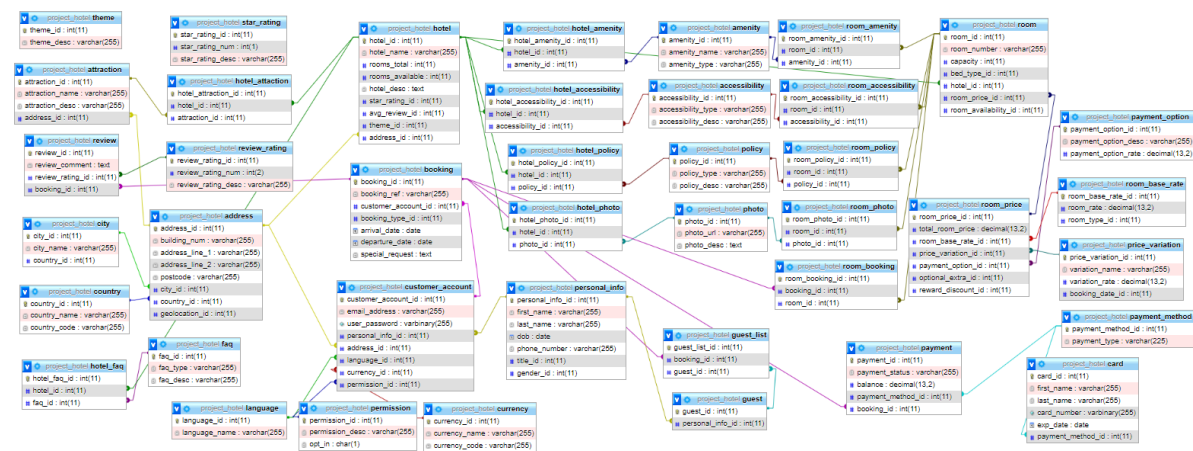 project_hotel theme
theme_id : int(11)
theme_desc : varchar(255)
project_hotel star_rating
star_rating_id : int(11)
star_rating_num : int(1)
star_rating_desc : varchar(255)
project_hotel hotel
hotel_id : int(11)
hotel_name : varchar(255)
rooms_total : int(11)
rooms_available : int(11)
hotel_desc : text
star_rating_id : int(11)
avg_review : int(11)
theme_id : int(11)
address_id : int(11)
project_hotel hotel_amenity
hotel_amenity_id : int(11)
hotel_id : int(11)
amenity_id : int(11)
project_hotel amenity
amenity_id : int(11)
amenity_name : varchar(255)
amenity_type : varchar(255)
project_hotel room_amenity
room_amenity_id : int(11)
room_id : int(11)
amenity_id : int(11)
project_hotel room
room_id : int(11)
room_number : varchar(255)
capacity : int(11)
bed_type_id : int(11)
hotel_id : int(11)
room_price_id : int(11)
room_availability_id : int(11)
project_hotel attraction
attraction_id : int(11)
attraction_name : varchar(255)
attraction_desc : varchar(255)
address_id : int(11)
project_hotel hotel_attaction
hotel_attraction_id : int(11)
hotel_id : int(11)
attraction_id : int(11)
project_hotel hotel_accessibility
hotel_accessibility_id : int(11)
hotel_id : int(11)
accessibility_id : int(11)
project_hotel accessibility
accessibility_id : int(11)
accessibility_type : varchar(255)
accessibility_desc : varchar(255)
project_hotel room_accessibility
room_accessibility_id : int(11)
room_id : int(11)
accessibility_id : int(11)
project_hotel payment_option
payment_option_id : int(11)
payment_option_desc : varchar(255)
payment_option_rate : decimal(13,2)
project_hotel review
review_id : int(11)
review_comment : text
review_rating_id : int(11)
booking_id : int(11)
project_hotel review_rating
review_rating_id : int(11)
review_rating_num : int(2)
review_rating_desc : varchar(255)
project_hotel booking
booking_id : int(11)
booking_ref : varchar(255)
customer_account_id : int(11)
booking_type_id : int(11)
arrival_date : date
departure_date : date
special_request : text
project_hotel hotel_policy
hotel_policy_id : int(11)
hotel_id : int(11)
policy_id : int(11)
project_hotel policy
policy_id : int(11)
policy_type : varchar(255)
policy_desc : varchar(255)
project_hotel room_policy
room_policy_id : int(11)
room_id : int(11)
policy_id : int(11)
project_hotel room_base_rate
room_base_rate_id : int(11)
room_rate : decimal(13,2)
room_type_id : int(11)
project_hotel city
city_id : int(11)
city_name : varchar(255)
country_id : int(11)
project_hotel address
address_id : int(11)
building_num : varchar(255)
address_line_1 : varchar(255)
address_line_2 : varchar(255)
postcode : varchar(255)
city_id : int(11)
country_id : int(11)
geolocation_id : int(11)
project_hotel hotel_photo
hotel_photo_id : int(11)
hotel_id : int(11)
photo_id : int(11)
project_hotel photo
photo_id : int(11)
photo_url : varchar(255)
photo_desc : text
project_hotel room_photo
room_photo_id : int(11)
room_id : int(11)
photo_id : int(11)
project_hotel room_price
room_price_id : int(11)
total_room_price : decimal(13,2)
room_base_rate_id : int(11)
price_variation_id : int(11)
payment_option_id : int(11)
optional_extra_id : int(11)
reward_discount : int(11)
project_hotel price_variation
price_variation_id : int(11)
variation_name : varchar(255)
variation_rate : decimal(13,2)
booking_date_id : int(11)
project_hotel room_booking
room_booking_id : int(11)
booking_id : int(11)
room_id : int(11)
project_hotel country
country_id : int(11)
country_name : varchar(255)
country_code : varchar(255)
project_hotel customer_account
customer_account_id : int(11)
email_address : varchar(255)
user_password : varbinary(255)
personal_info_id : int(11)
address_id : int(11)
language_id : int(11)
currency_id : int(11)
permission_id : int(11)
project_hotel personal_info
personal_info_id : int(11)
first_name : varchar(255)
last_name : varchar(255)
dob : date
phone_number : varchar(255)
title_id : int(11)
gender_id : int(11)
project_hotel payment_method
payment_method_id : int(11)
payment_type : varchar(225)
project_hotel faq
faq_id : int(11)
faq_type : varchar(255)
faq_desc : varchar(255)
project_hotel guest_list
guest_list_id : int(11)
booking_id : int(11)
guest_id : int(11)
project_hotel payment
payment_id : int(11)
payment_status : varchar(255)
balance : decimal(13,2)
payment_method_id : int(11)
booking_id : int(11)
project_hotel card
card_id : int(11)
first_name : varchar(255)
last_name : varchar(255)
card_number : varbinary(255)
exp_date : date
payment_method_id : int(11)
project_hotel hotel_faq
hotel_faq_id : int(11)
hotel_id : int(11)
faq_id : int(11)
project_hotel guest
guest_id : int(11)
personal_info_id : int(11)
project_hotel language
language_id : int(11)
language_name : varchar(255)
project_hotel permission
permission_id : int(11)
permission_desc : varchar(255)
opt_in : char(1)
project_hotel currency
currency_id : int(11)
currency_name : varchar(255)
currency_code : varchar(255)